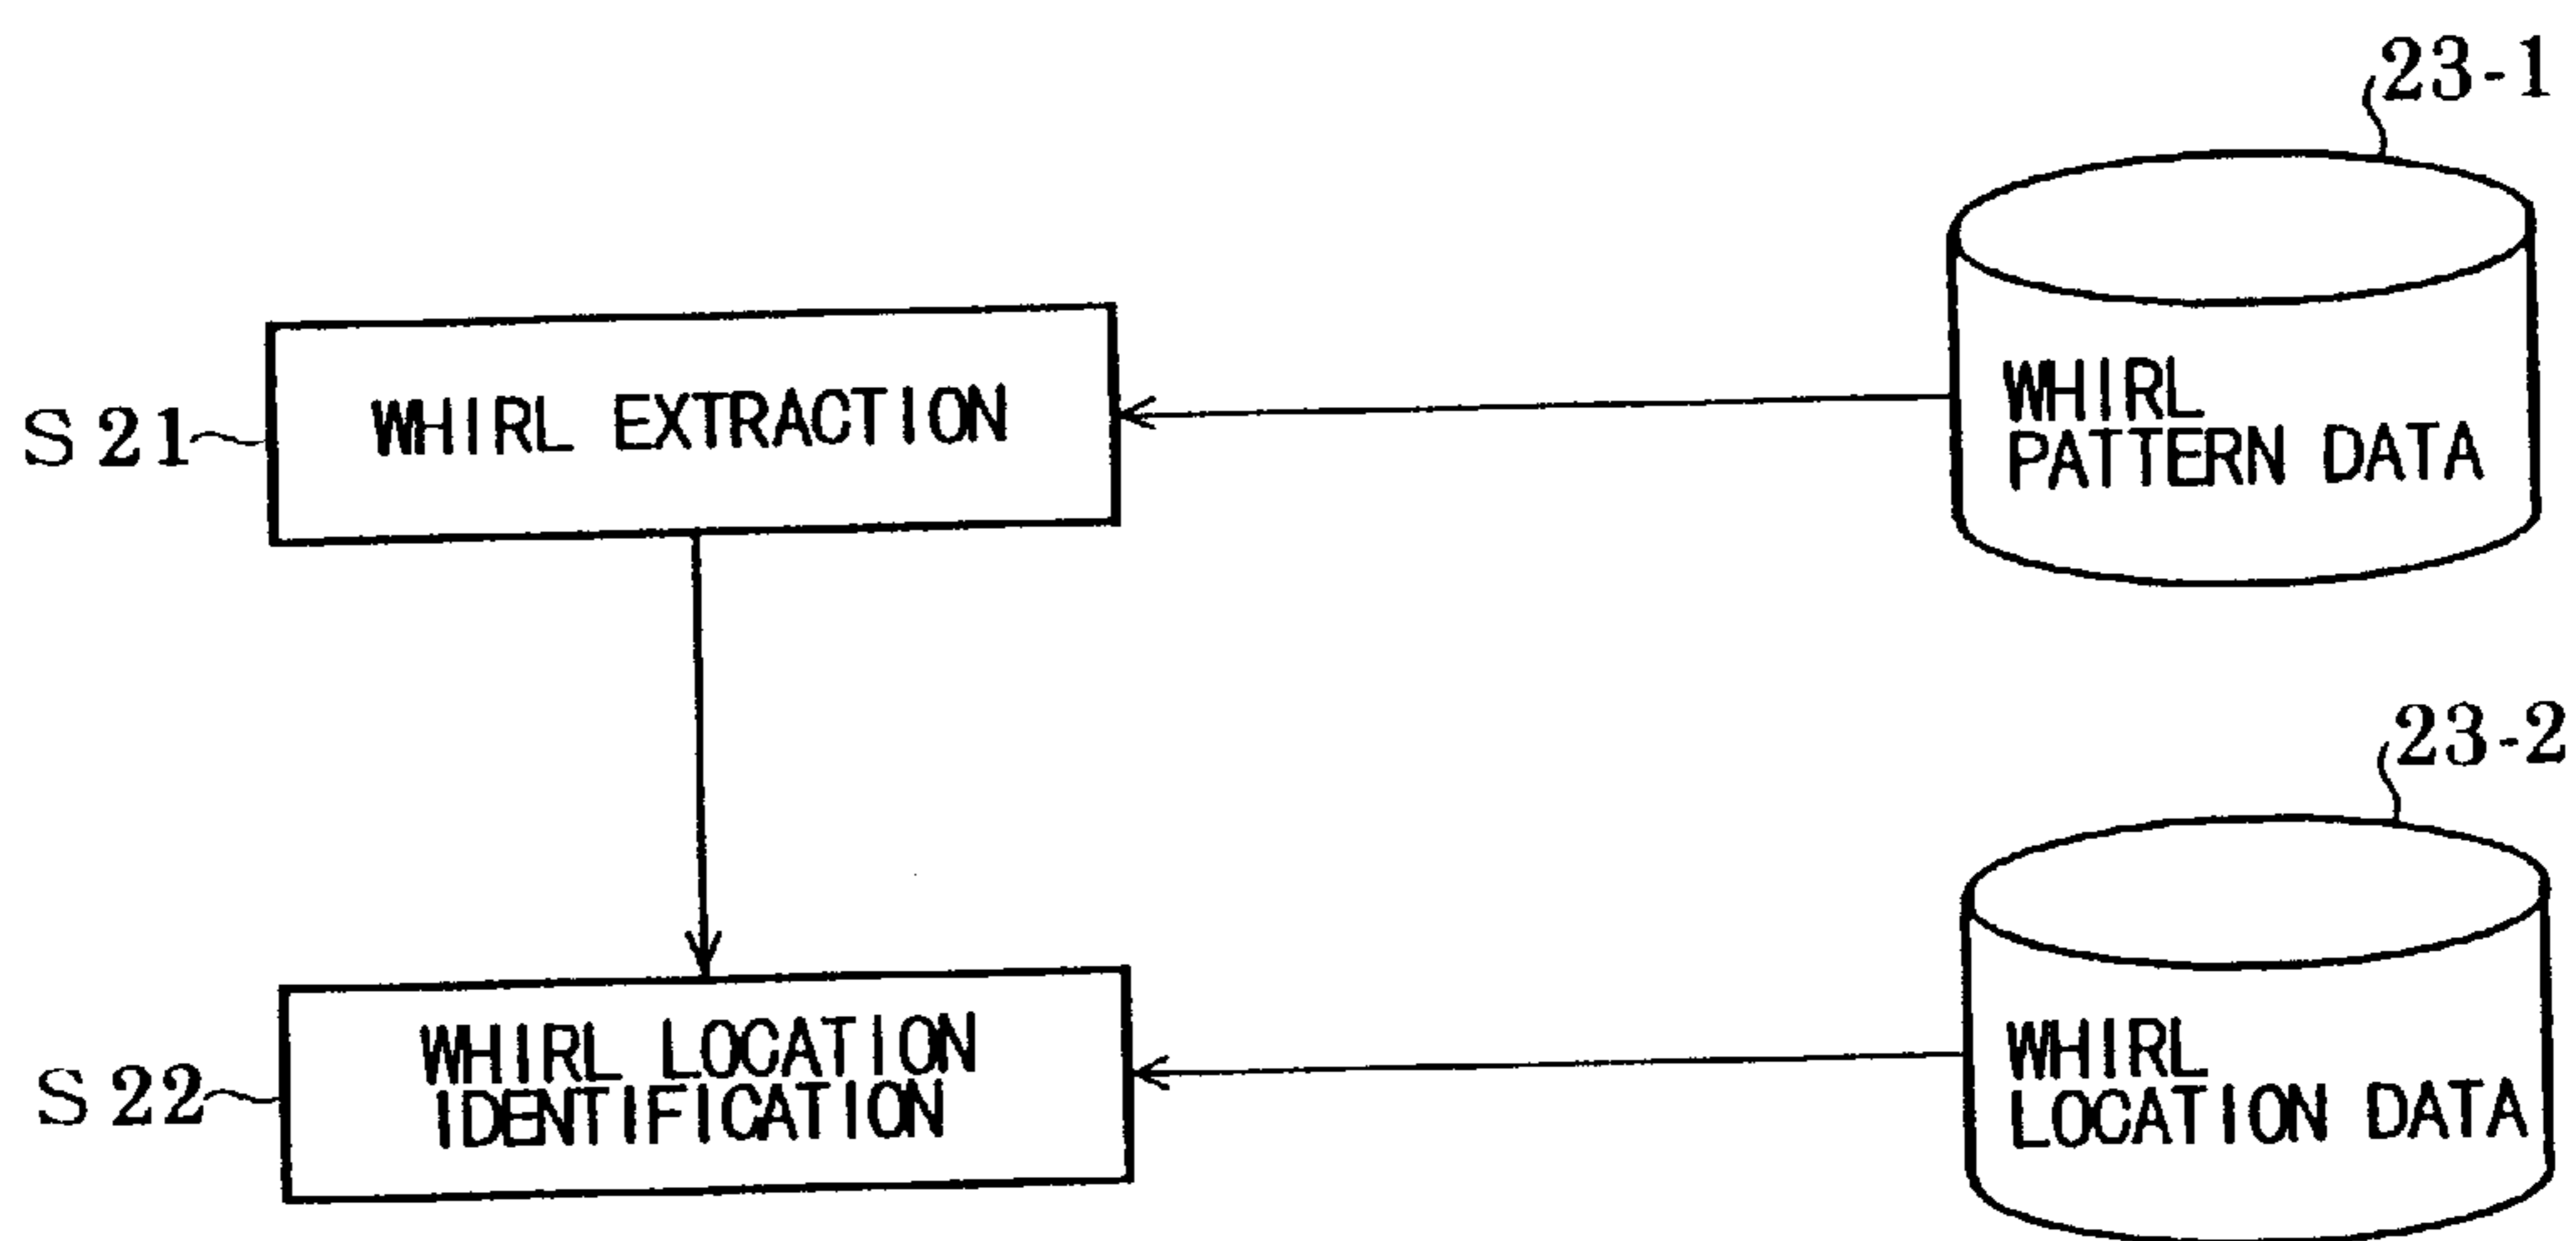 23-1
S21
WHIRL EXTRACTION
WHIRL
PATTERN DATA
23-2
S22
WHIRL LOCATION
IDENTIFICATION
WHIRL
LOCATION DATA